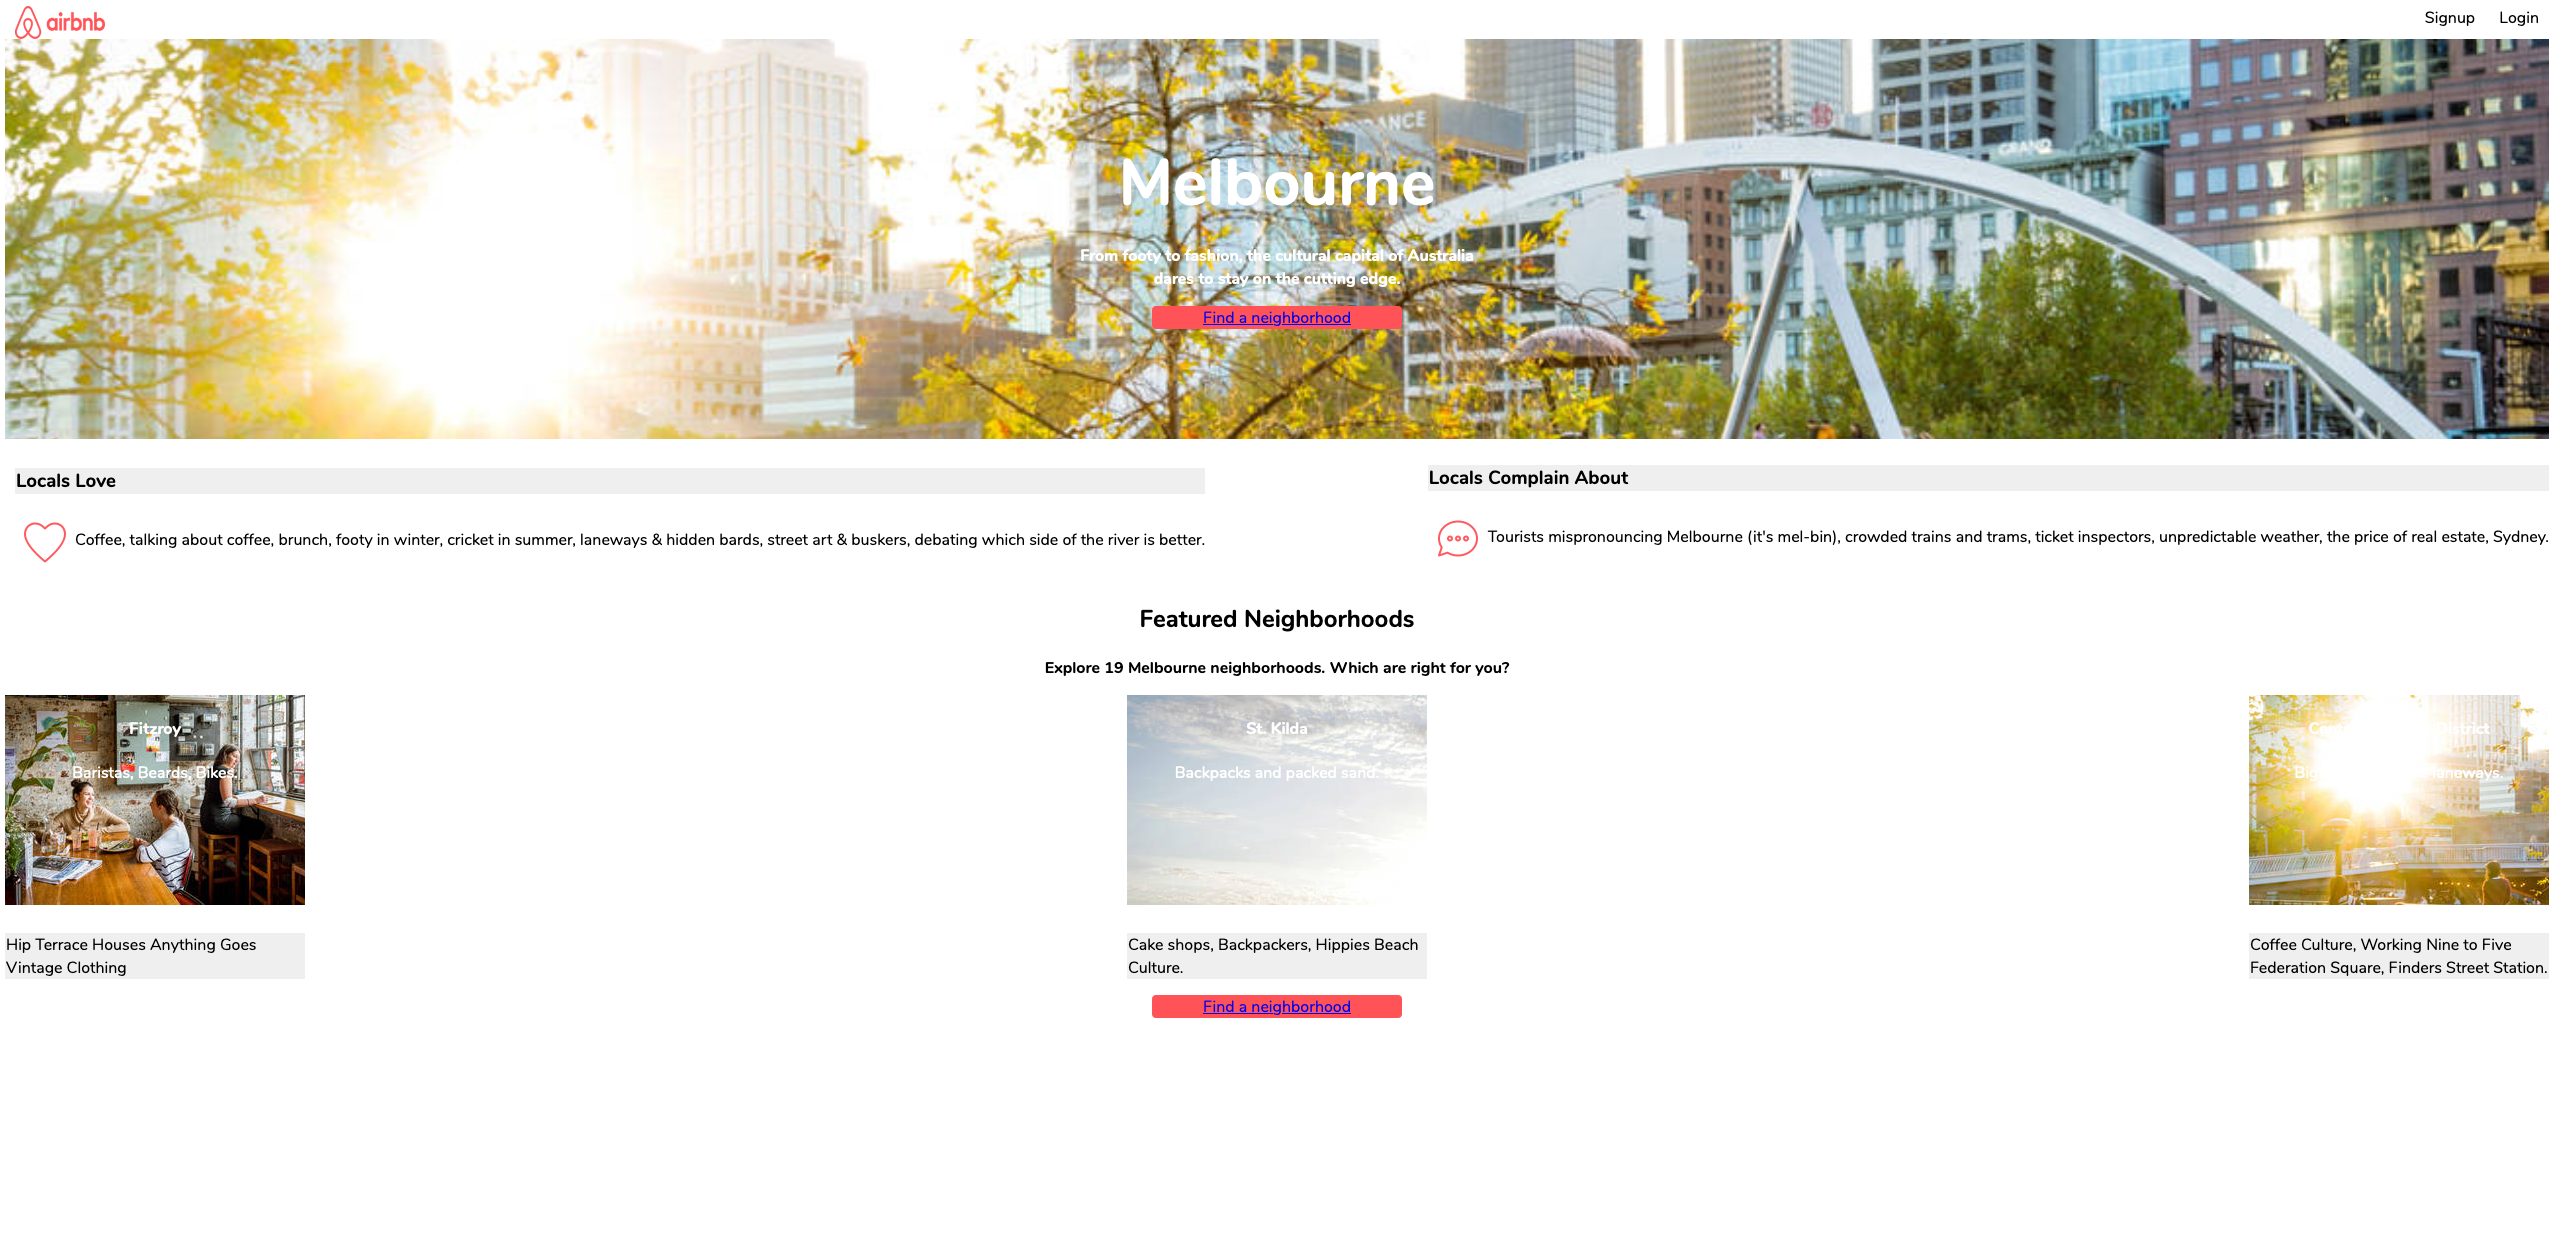 airbnb
Signup Login
Melbourne
From footy to fashion, the cultural capital of Australia
dares to stay on the cutting edge.
Find a neighborhood
Locals Love
Coffee, talking about coffee, brunch, footy in winter, cricket in summer, laneways & hidden bards, street art & buskers, debating which side of the river is better.
Locals Complain About
Tourists mispronouncing Melbourne (it's mel-bin), crowded trains and trams, ticket inspectors, unpredictable weather, the price of real estate, Sydney.
Featured Neighborhoods
Explore 19 Melbourne neighborhoods. Which are right for you?
Fitzroy
Baristas, Beards, Bikes.
St. Kilda
Backpacks and packed sand.
District
Big laneways.
Hip Terrace Houses Anything Goes
Vintage Clothing
Cake shops, Backpackers, Hippies Beach
Culture.
Coffee Culture, Working Nine to Five
Federation Square, Finders Street Station.
Find a neighborhood